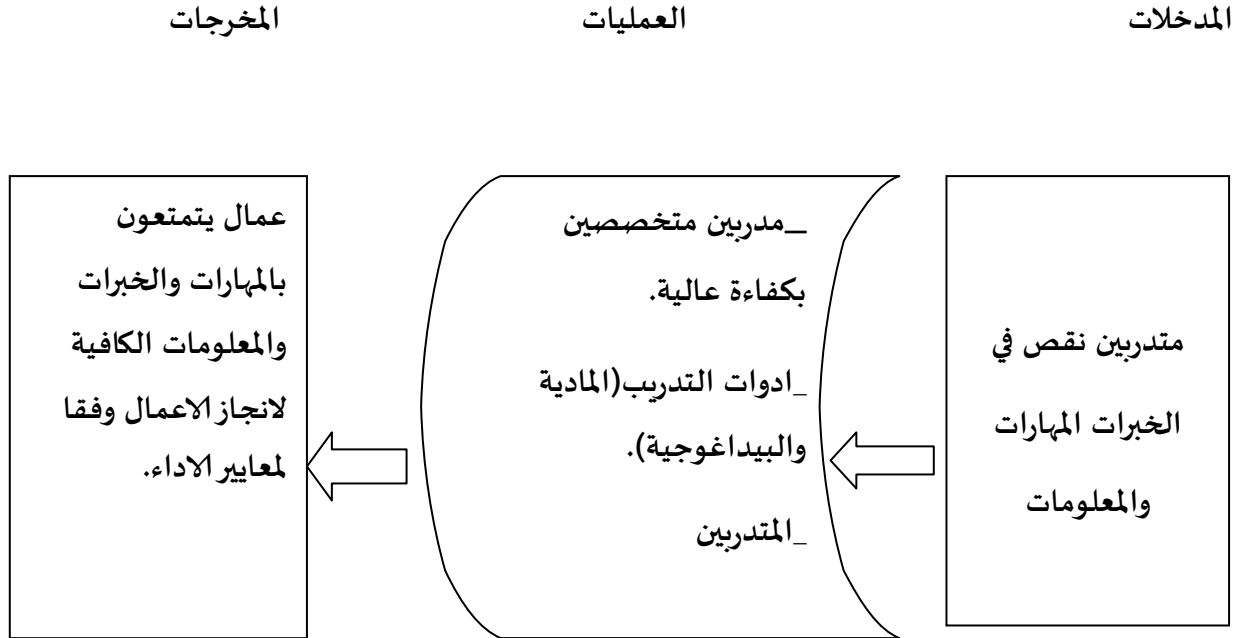 المدخلات العمليات المخرجات
متدربين نقص في
الخبرات المهارات
والمعلومات
_مدربين متخصصين
بكفاءة عالية.
_ادوات التدريب(المادية
والبيداغوجية).
_المتدربين
عمال يتمتعون
بالمهارات والخبرات
والمعلومات الكافية
لانجاز الاعمال وفقا
لمعايير الاداء.